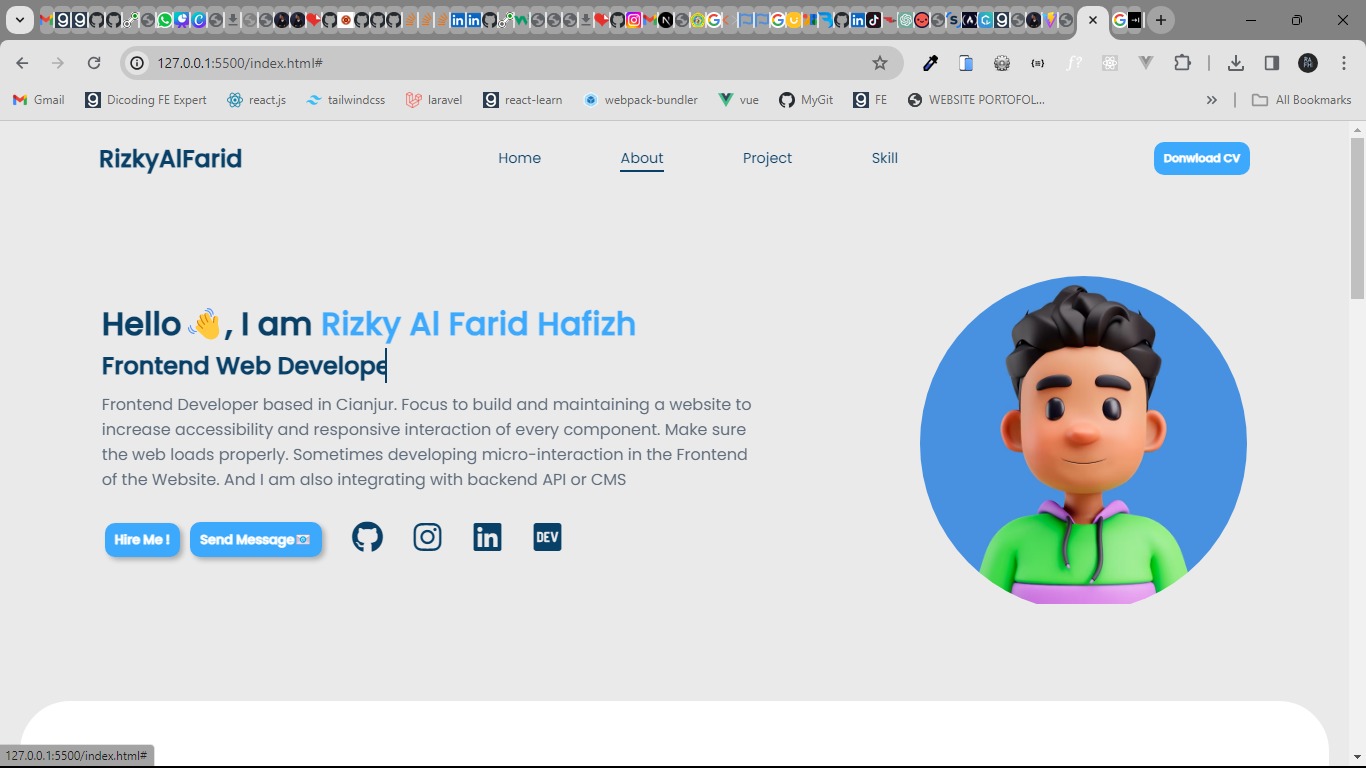 127.0.0.1:5500/index.html#
Gmail Dicoding FE Expert react.js tailwindcss laravel react-learn webpack-bundler vue MyGit FE WEBSITE PORTOFOL... » All Bookmarks
RizkyAlFarid Home About Project Skill Donwload CV
Hello 👋, I am Rizky Al Farid Hafizh
Frontend Web Develope
Frontend Developer based in Cianjur. Focus to build and maintaining a website to
increase accessibility and responsive interaction of every component. Make sure
the web loads properly. Sometimes developing micro-interaction in the Frontend
of the Website. And I am also integrating with backend API or CMS
Hire Me ! Send Message📧 DEV
127.0.0.1:5500/index.html#